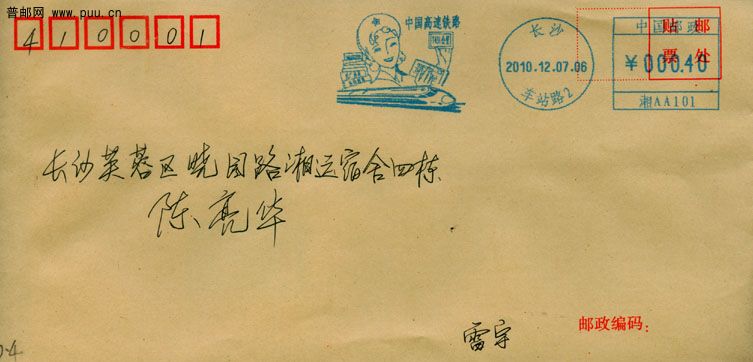 普邮网 www.puu.cn
410001
中国高速铁路
长沙
2010.12.07.06
车站路2
中国邮政
贴邮
票处
¥000.40
湘AA101
长沙芙蓉区晓园路湘运宿舍四栋
陈亮华
雷宇
邮政编码: